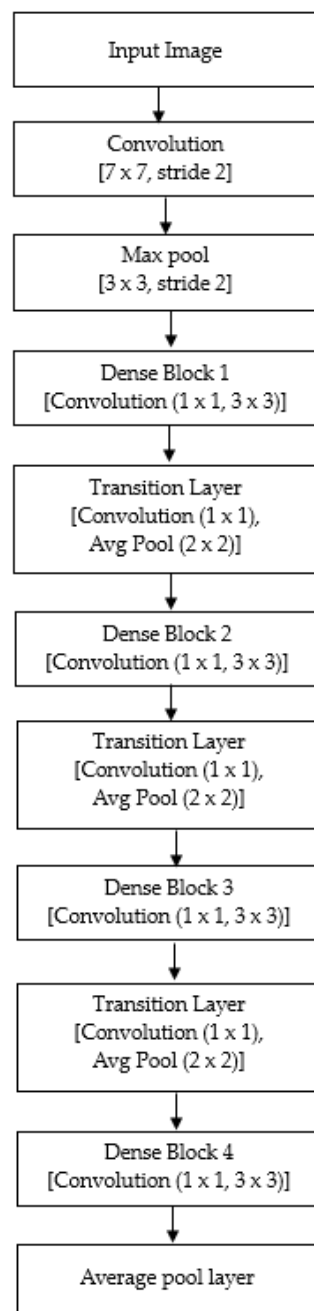 Input Image
Convolution
[7 x 7, stride 2]
Max pool
[3 x 3, stride 2]
Dense Block 1
[Convolution (1 x 1, 3 x 3)]
Transition Layer
[Convolution (1 x 1),
Avg Pool (2 x 2)]
Dense Block 2
[Convolution (1 x 1, 3 x 3)]
Transition Layer
[Convolution (1 x 1),
Avg Pool (2 x 2)]
Dense Block 3
[Convolution (1 x 1, 3 x 3)]
Transition Layer
[Convolution (1 x 1),
Avg Pool (2 x 2)]
Dense Block 4
[Convolution (1 x 1, 3 x 3)]
Average pool layer